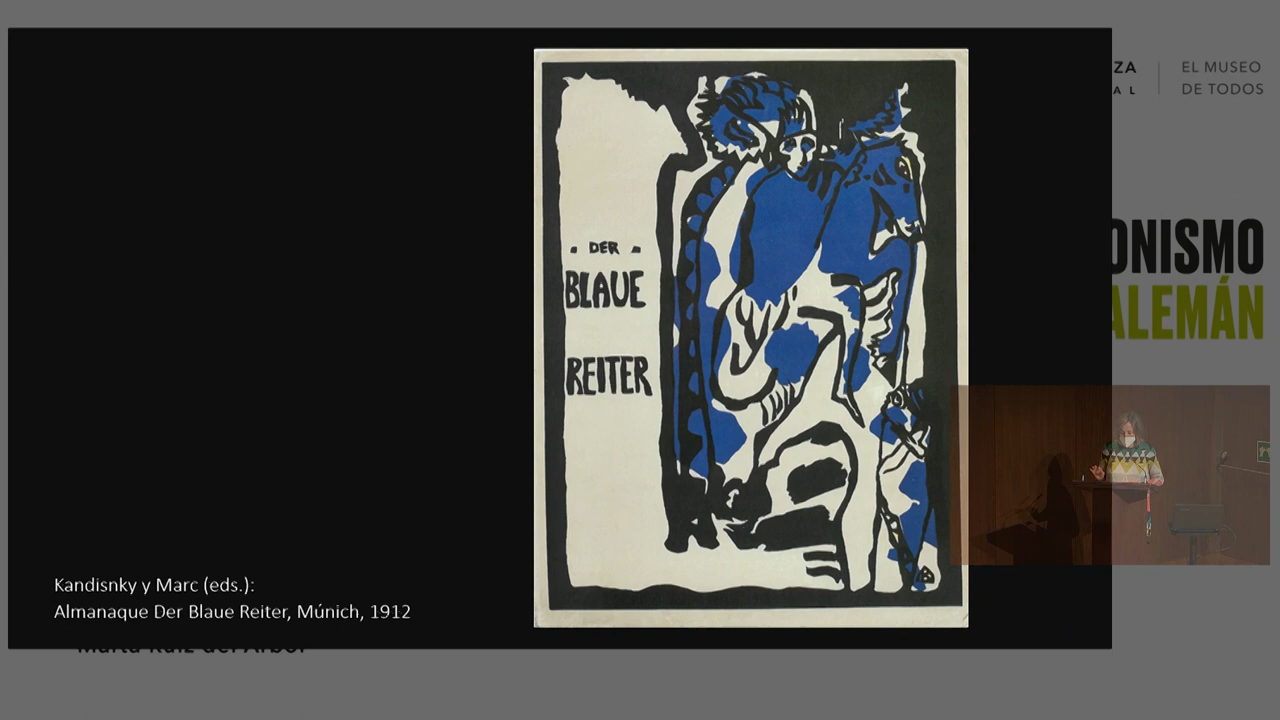 ZA
EL MUSEO
AL
DE TODOS
· DER ·
BLAUE
REITER
ONISMO
ALEMÁN
Kandisnky y Marc (eds.):
Almanaque Der Blaue Reiter, Múnich, 1912